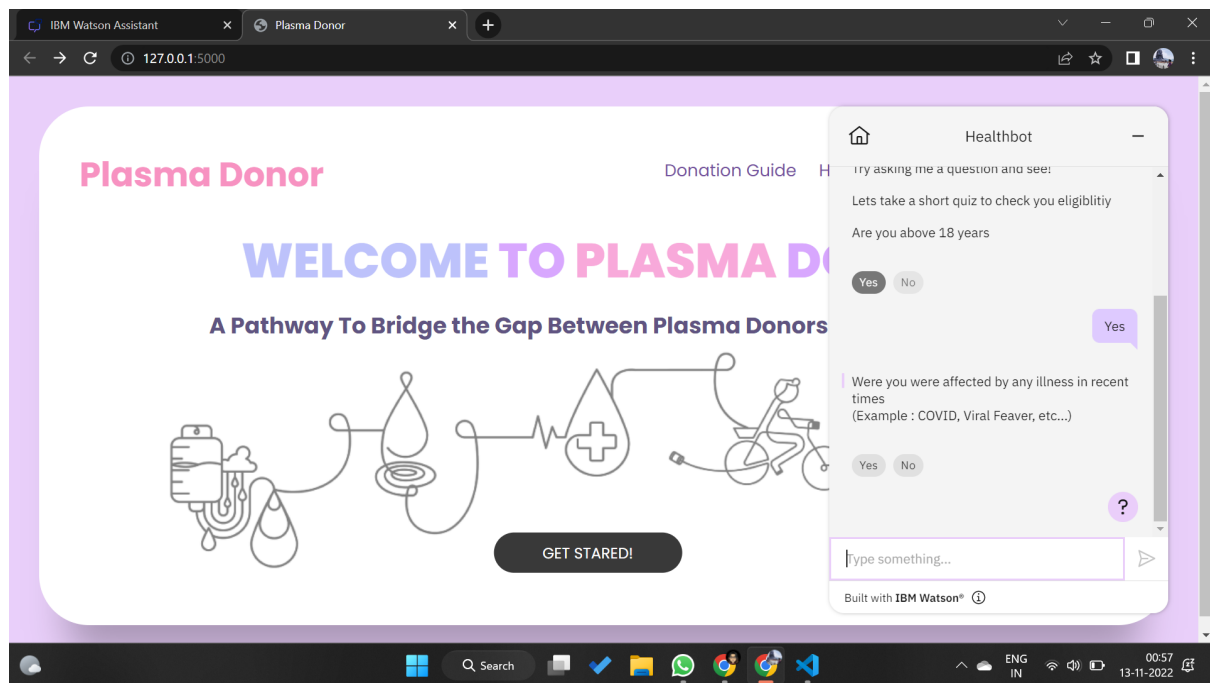 IBM Watson Assistant
Plasma Donor
127.0.0.1:5000
Plasma Donor
Donation Guide H
WELCOME TO PLASMA DO
A Pathway To Bridge the Gap Between Plasma Donors
GET STARED!
Healthbot
Try asking me a question and see!
Lets take a short quiz to check you eligiblitiy
Are you above 18 years
Yes No
Yes
Were you were affected by any illness in recent
times
(Example : COVID, Viral Feaver, etc...)
Yes No
?
Type something...
Built with IBM Watson®
Search
ENG
IN
00:57
13-11-2022